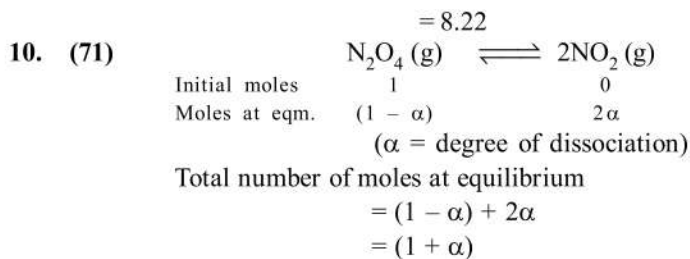 = 8.22
10. (71) N₂O₄ (g) ⇌ 2NO₂ (g)
Initial moles 1 0
Moles at eqm. (1 – α) 2α
(α = degree of dissociation)
Total number of moles at equilibrium
= (1 – α) + 2α
= (1 + α)